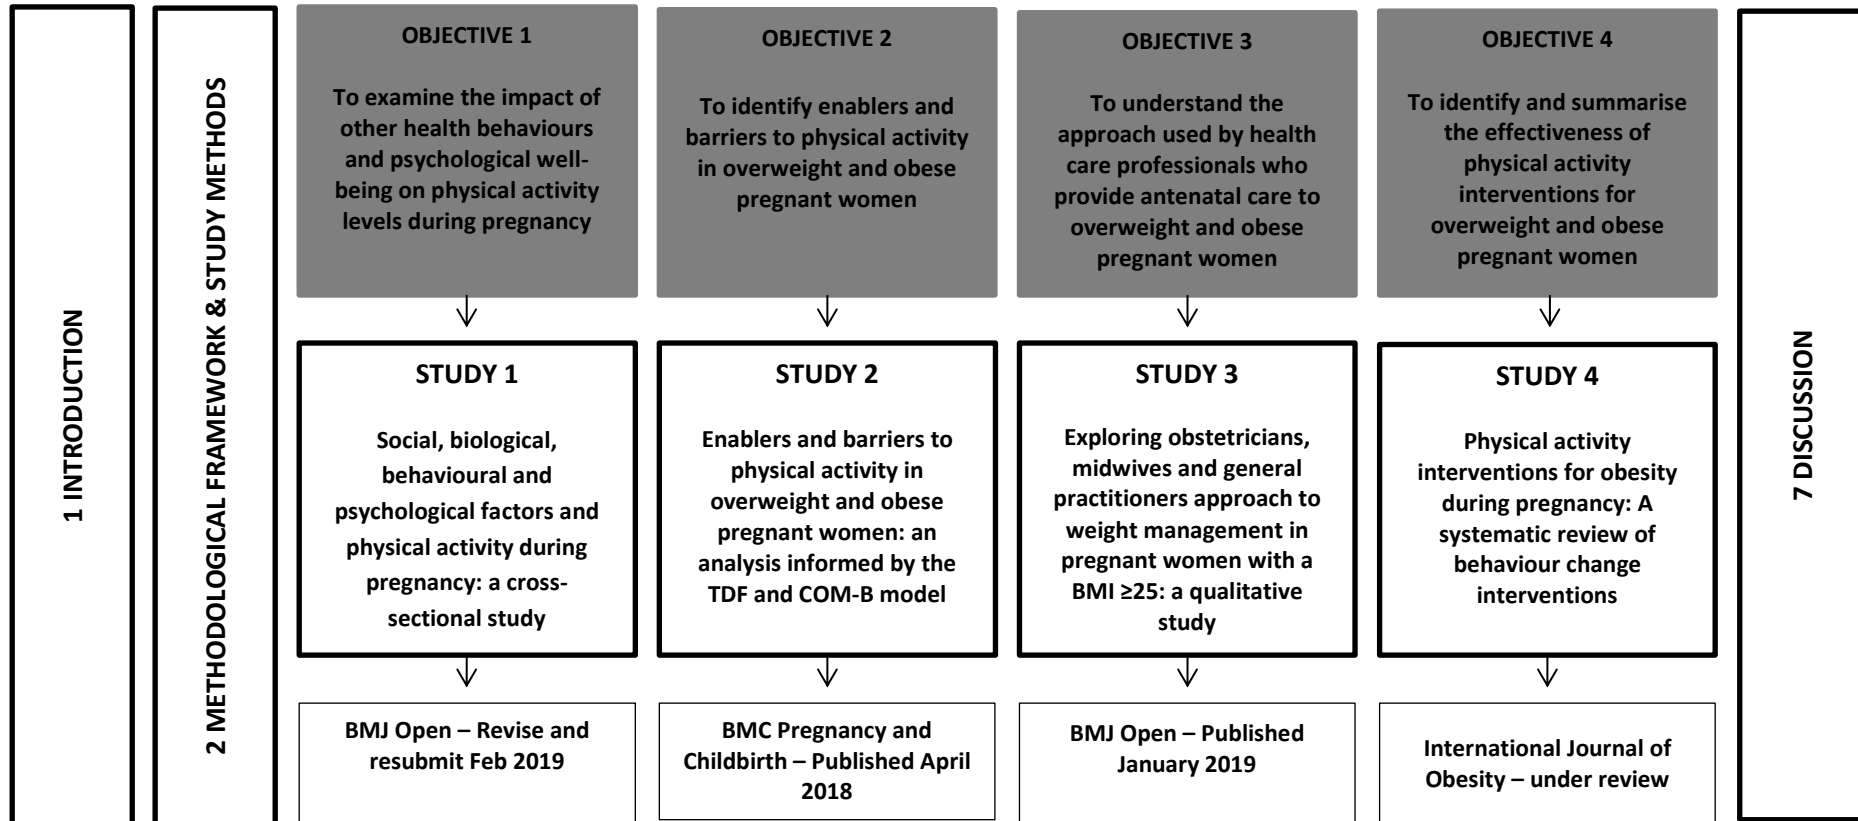 1 INTRODUCTION
2 METHODOLOGICAL FRAMEWORK & STUDY METHODS
OBJECTIVE 1
To examine the impact of
other health behaviours
and psychological well-
being on physical activity
levels during pregnancy
OBJECTIVE 2
To identify enablers and
barriers to physical activity
in overweight and obese
pregnant women
OBJECTIVE 3
To understand the
approach used by health
care professionals who
provide antenatal care to
overweight and obese
pregnant women
OBJECTIVE 4
To identify and summarise
the effectiveness of
physical activity
interventions for
overweight and obese
pregnant women
STUDY 1
Social, biological,
behavioural and
psychological factors and
physical activity during
pregnancy: a cross-
sectional study
STUDY 2
Enablers and barriers to
physical activity in
overweight and obese
pregnant women: an
analysis informed by the
TDF and COM-B model
STUDY 3
Exploring obstetricians,
midwives and general
practitioners approach to
weight management in
pregnant women with a
BMI ≥25: a qualitative
study
STUDY 4
Physical activity
interventions for obesity
during pregnancy: A
systematic review of
behaviour change
interventions
BMJ Open – Revise and
resubmit Feb 2019
BMC Pregnancy and
Childbirth – Published April
2018
BMJ Open – Published
January 2019
International Journal of
Obesity – under review
7 DISCUSSION